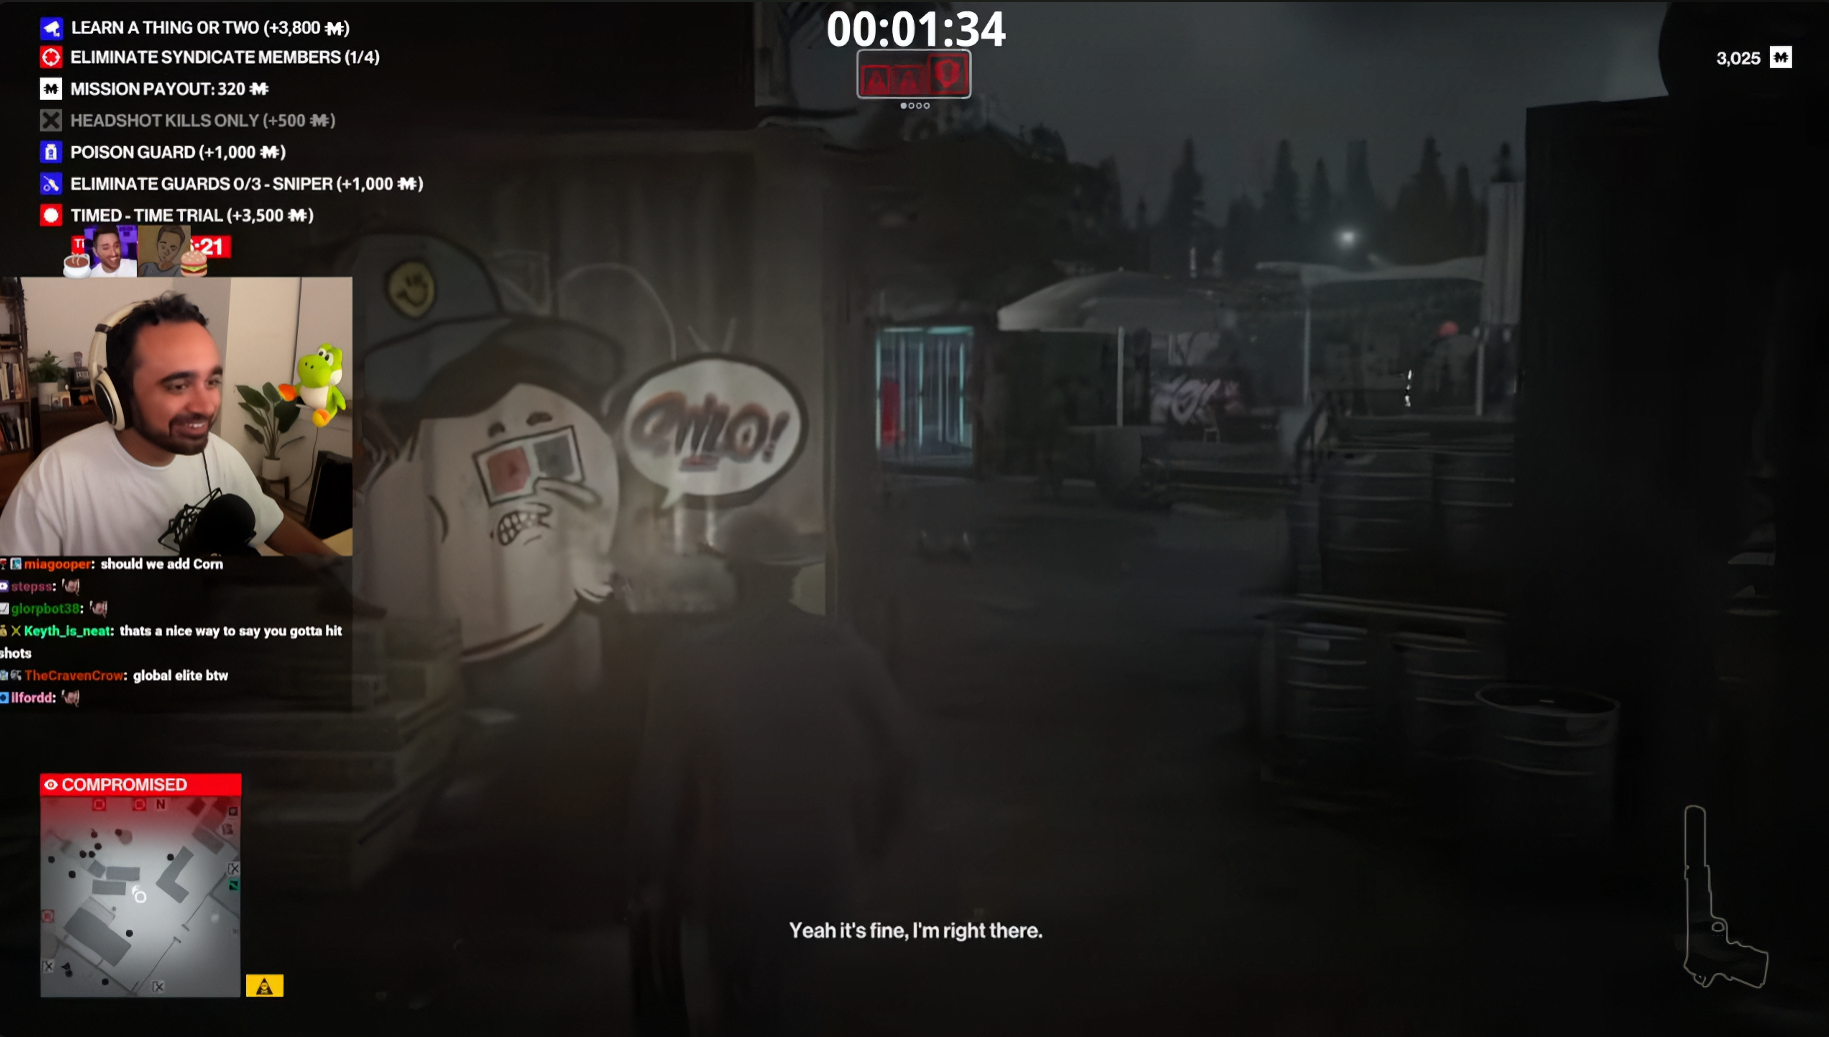 LEARN A THING OR TWO (+3,800 )
ELIMINATE SYNDICATE MEMBERS (1/4)
MISSION PAYOUT: 320
HEADSHOT KILLS ONLY (+500 )
POISON GUARD (+1,000 )
ELIMINATE GUARDS 0/3 - SNIPER (+1,000 )
TIMED - TIME TRIAL (+3,500 )
:21
00:01:34
3,025
miagooper: should we add Corn
stepss:
glorpbot38:
Keyth_is_neat: thats a nice way to say you gotta hit
shots
TheCravenCrow: global elite btw
ilfordd:
COMPROMISED
N
Yeah it's fine, I'm right there.